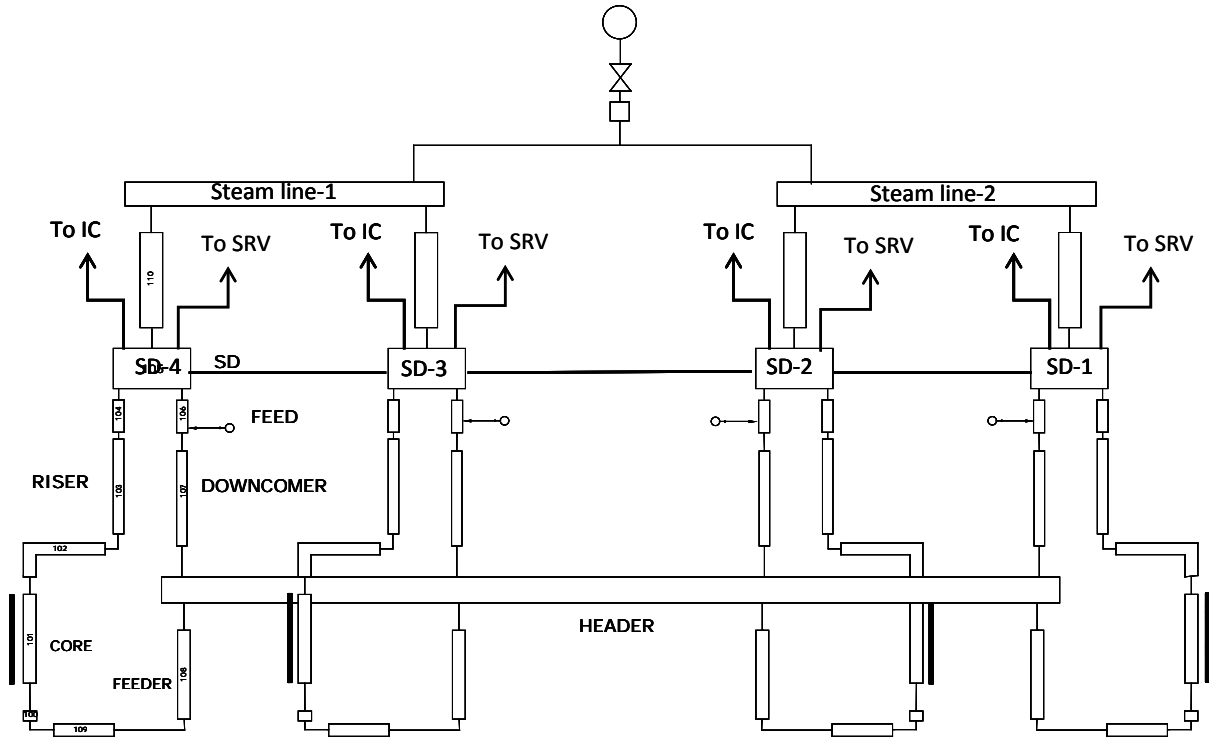 Steam line-1
Steam line-2
To IC
To SRV
To IC
To SRV
To IC
To SRV
To IC
To SRV
110
SD-4
SD
SD-3
SD-2
SD-1
104
106
FEED
RISER
103
107
DOWNCOMER
102
HEADER
101
CORE
FEEDER
108
109